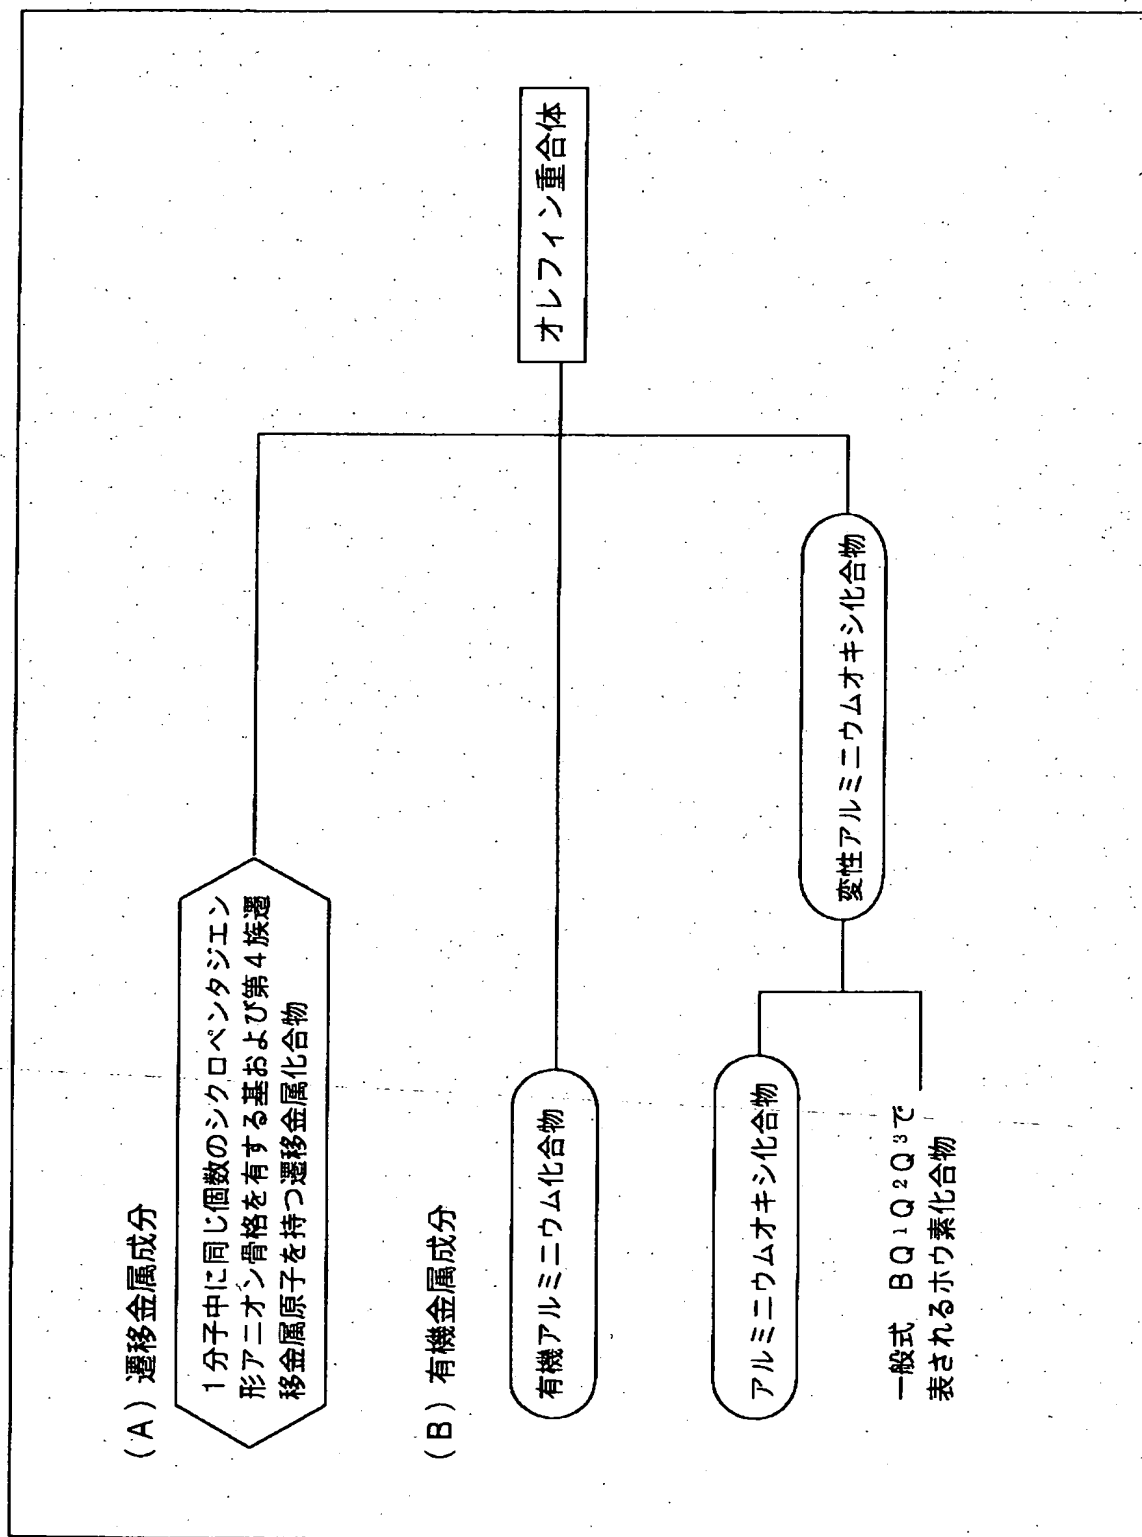 (A) 遷移金属成分
1分子中に同じ個数のシクロペンタジエン
形アニオン骨格を有する基および第4族遷
移金属原子を持つ遷移金属化合物
(B) 有機金属成分
有機アルミニウム化合物
アルミニウムオキシ化合物
一般式 BQ¹Q²Q³で
表されるホウ素化合物
変性アルミニウムオキシ化合物
オレフィン重合体